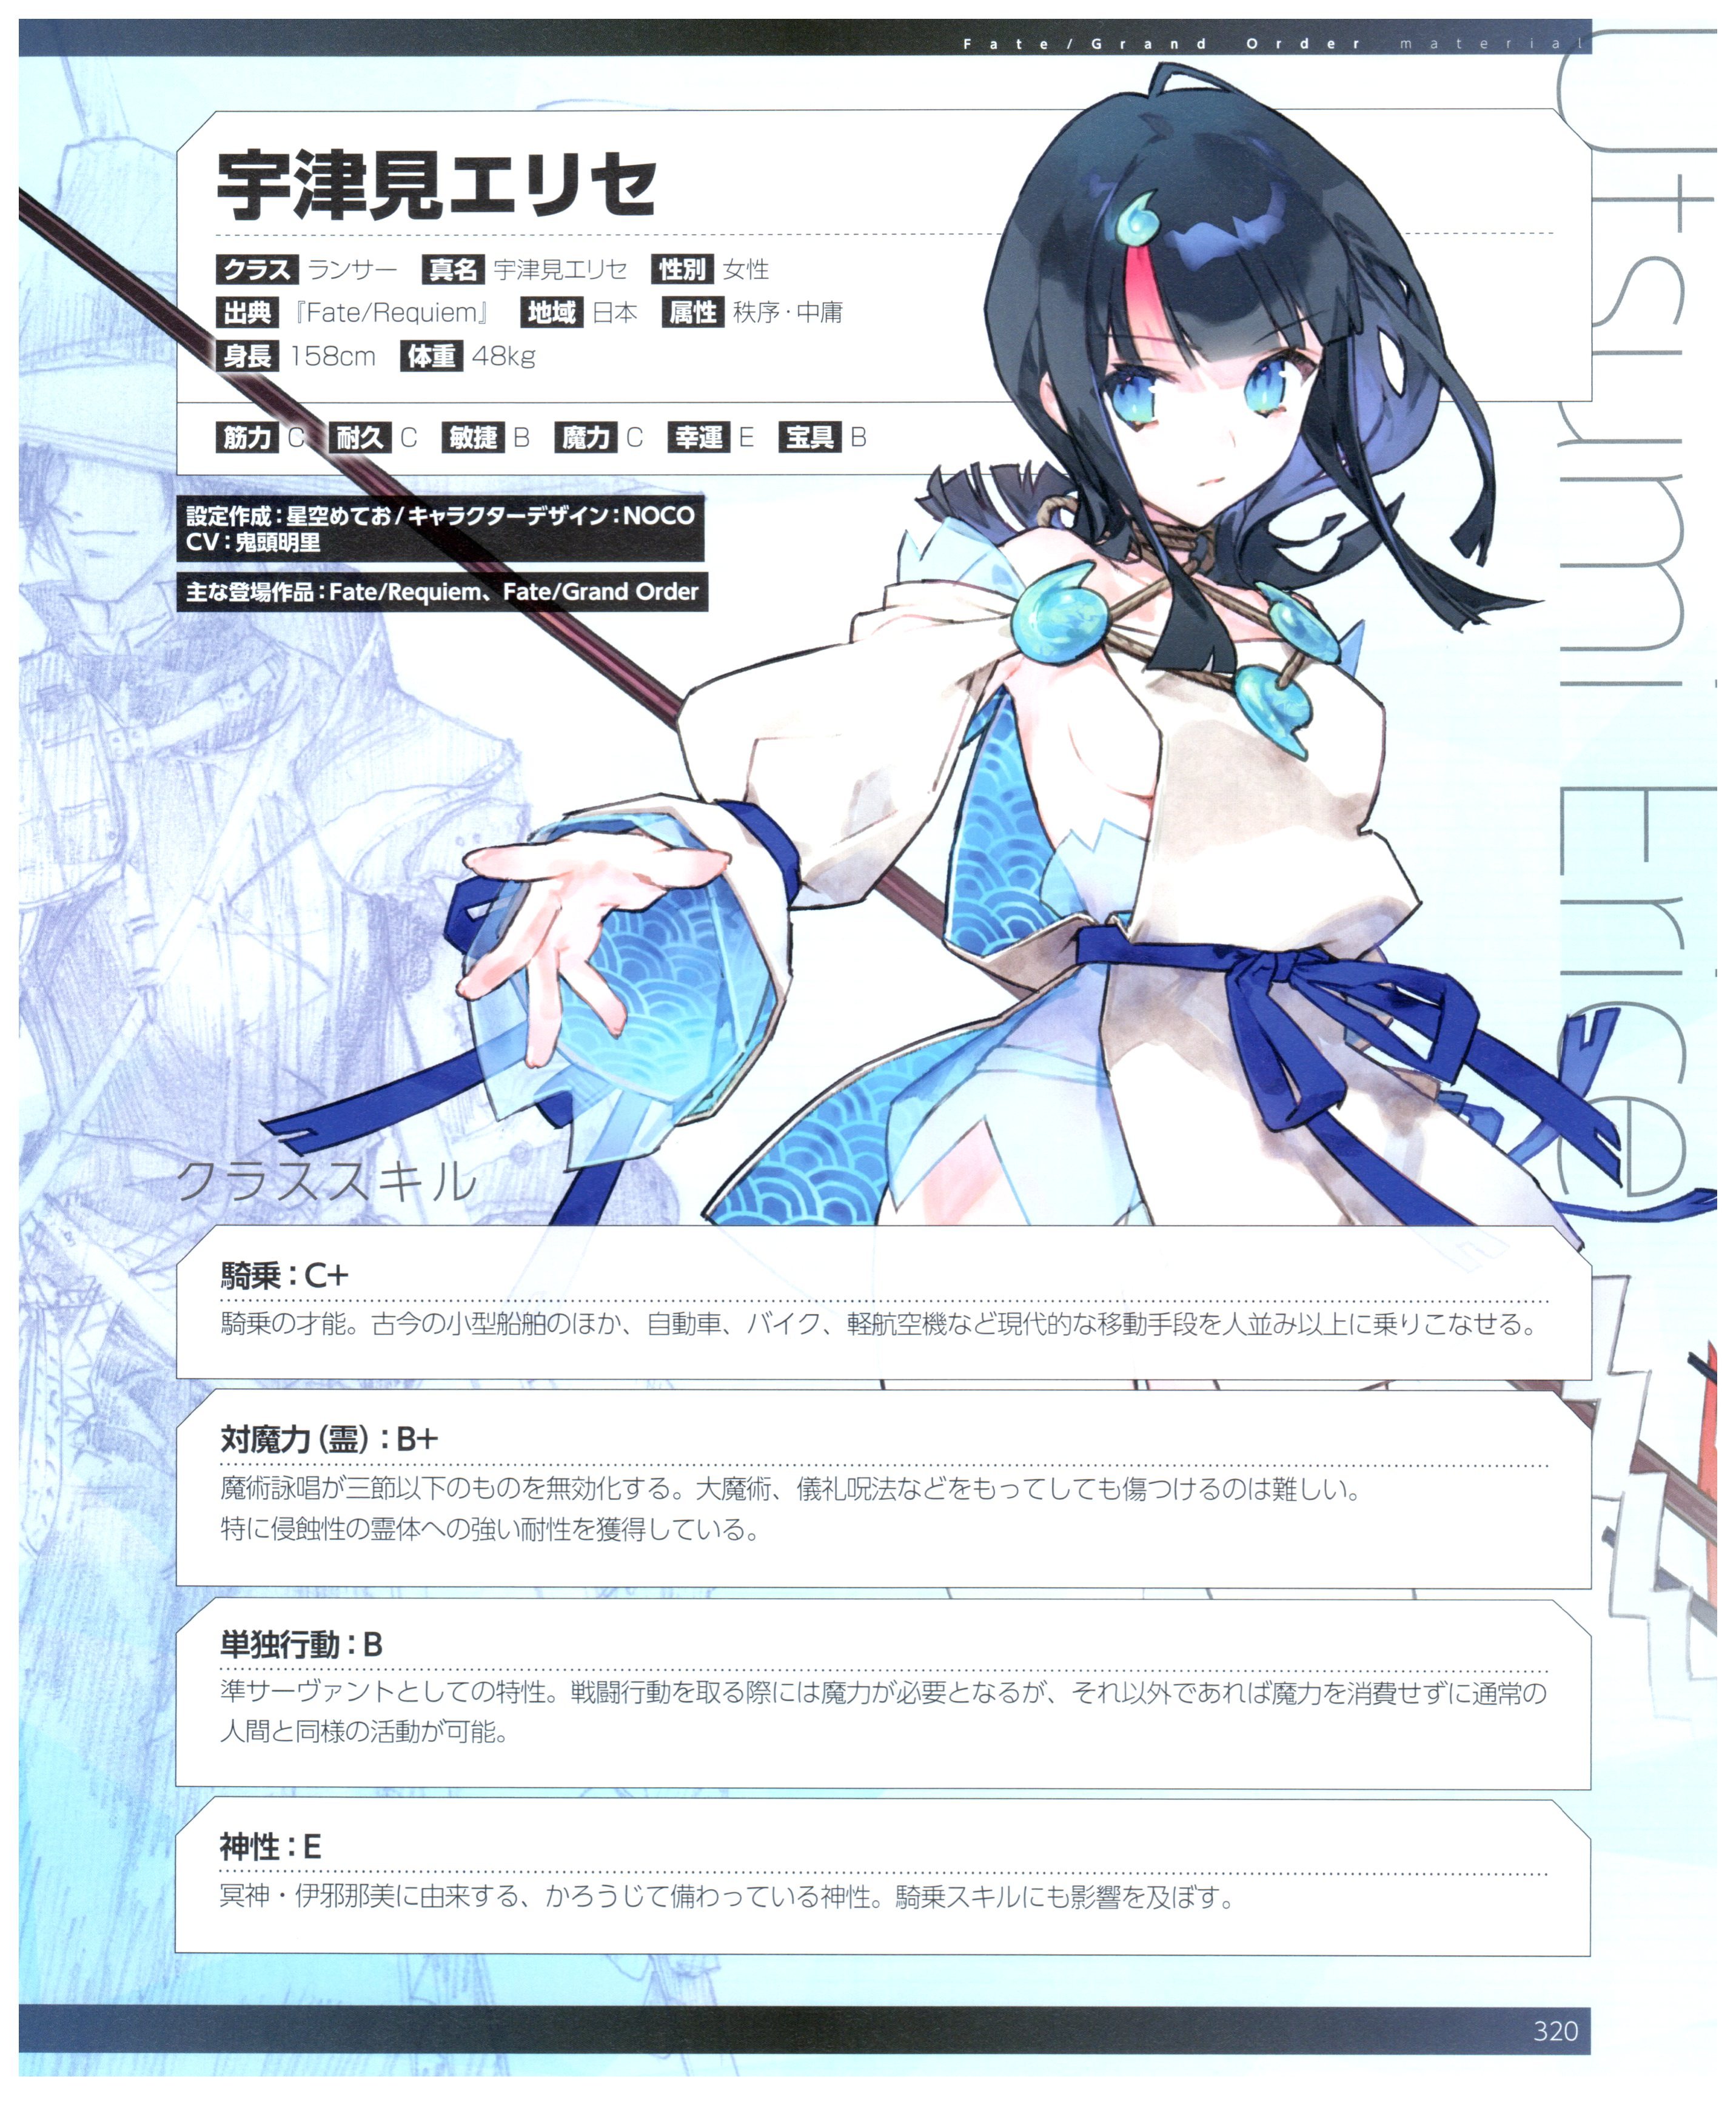 Fate/Grand Order material
宇津見エリセ
クラス ランサー 真名 宇津見エリセ 性別 女性
出典 『Fate/Requiem』 地域 日本 属性 秩序・中庸
身長 158cm 体重 48kg
筋力 C 耐久 C 敏捷 B 魔力 C 幸運 E 宝具 B
設定作成：星空めてお/キャラクターデザイン：NOCO
CV：鬼頭明里
主な登場作品：Fate/Requiem、Fate/Grand Order
Utsumi Erice
クラススキル
騎乗：C+
騎乗の才能。古今の小型船舶のほか、自動車、バイク、軽航空機など現代的な移動手段を人並み以上に乗りこなせる。
対魔力（霊）：B+
魔術詠唱が三節以下のものを無効化する。大魔術、儀礼呪法などをもってしても傷つけるのは難しい。
特に侵蝕性の霊体への強い耐性を獲得している。
単独行動：B
準サーヴァントとしての特性。戦闘行動を取る際には魔力が必要となるが、それ以外であれば魔力を消費せずに通常の
人間と同様の活動が可能。
神性：E
冥神・伊邪那美に由来する、かろうじて備わっている神性。騎乗スキルにも影響を及ぼす。
320